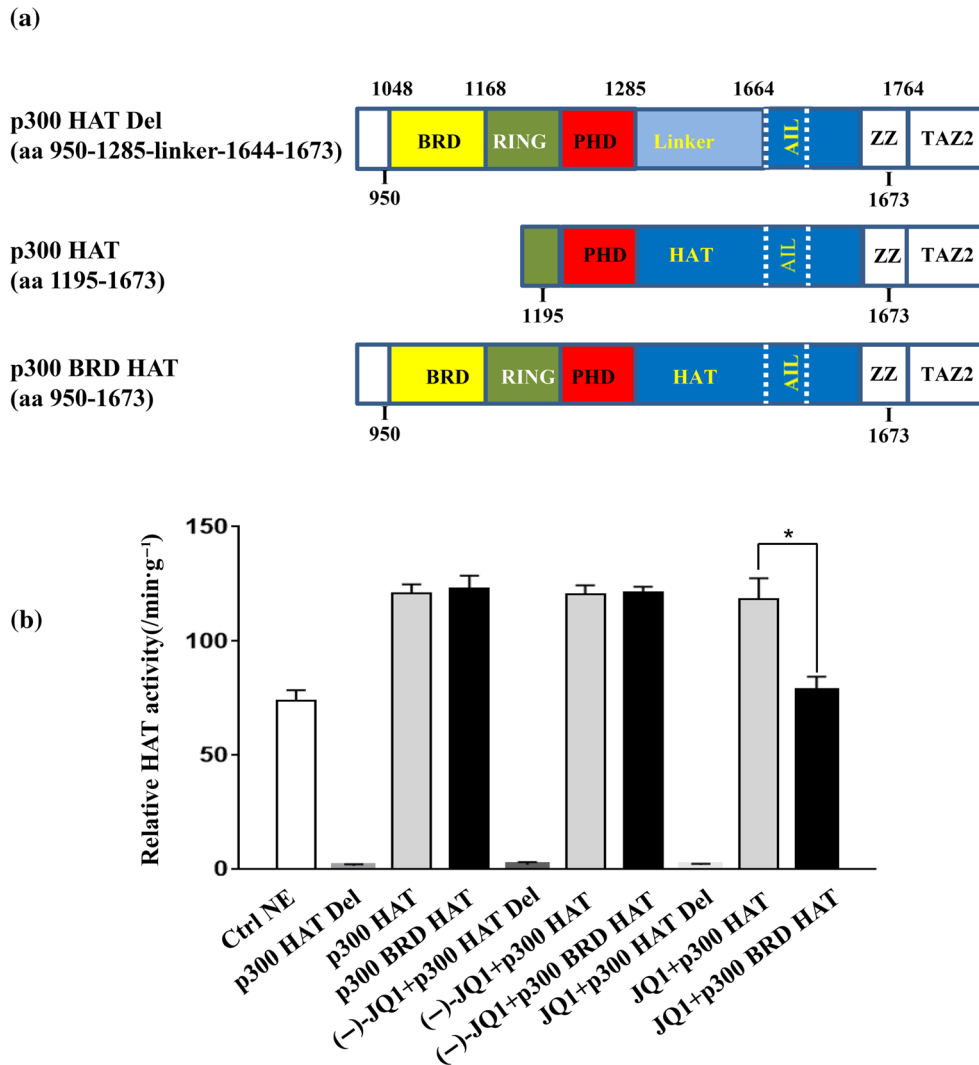 (a)
1048 1168 1285 1664 1764
p300 HAT Del
(aa 950-1285-linker-1644-1673)
BRD RING PHD Linker AIL ZZ TAZ2
950 1673
p300 HAT
(aa 1195-1673)
PHD HAT AIL ZZ TAZ2
1195 1673
p300 BRD HAT
(aa 950-1673)
BRD RING PHD HAT AIL ZZ TAZ2
950 1673
(b)
Relative HAT activity(/min·g⁻¹)
150
100
50
0
*
Ctrl NE
p300 HAT Del
p300 HAT
p300 BRD HAT
(−)-JQ1+p300 HAT Del
(−)-JQ1+p300 HAT
(−)-JQ1+p300 BRD HAT
JQ1+p300 HAT Del
JQ1+p300 HAT
JQ1+p300 BRD HAT